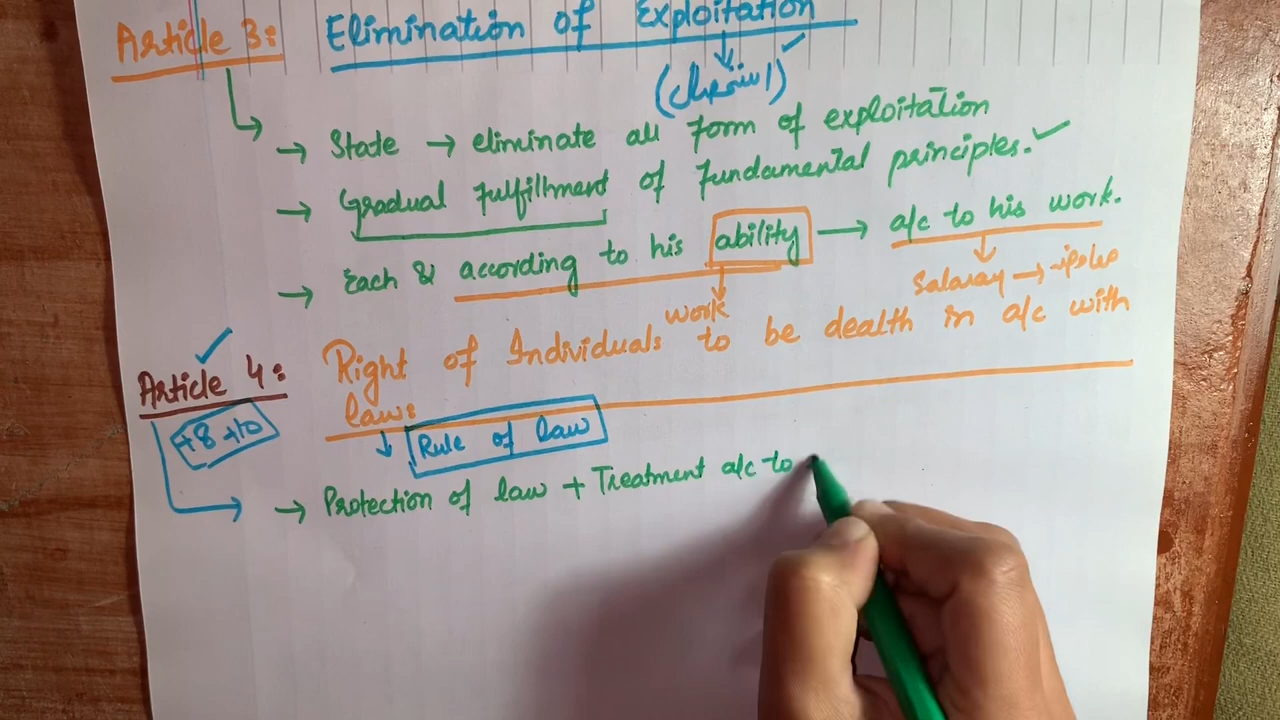 Article 3: Elimination of Exploitation
→ State → eliminate all form of exploitation
→ Gradual fulfillment of fundamental principles.
→ Each & according to his ability → a/c to his work.
work
Salaray →
Article 4: Right of Individuals to be dealth in a/c with
laws
+8 +10
Rule of law
→ Protection of law + Treatment a/c to